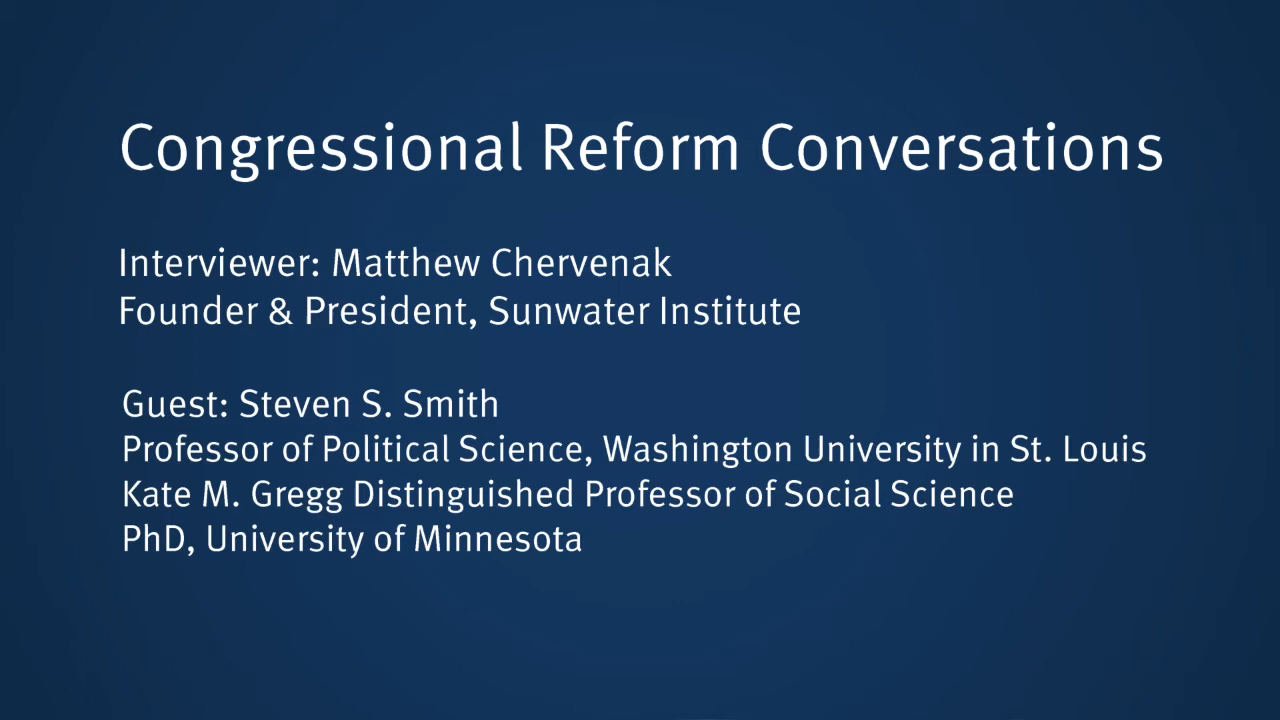 Congressional Reform Conversations
Interviewer: Matthew Chervenak
Founder & President, Sunwater Institute
Guest: Steven S. Smith
Professor of Political Science, Washington University in St. Louis
Kate M. Gregg Distinguished Professor of Social Science
PhD, University of Minnesota